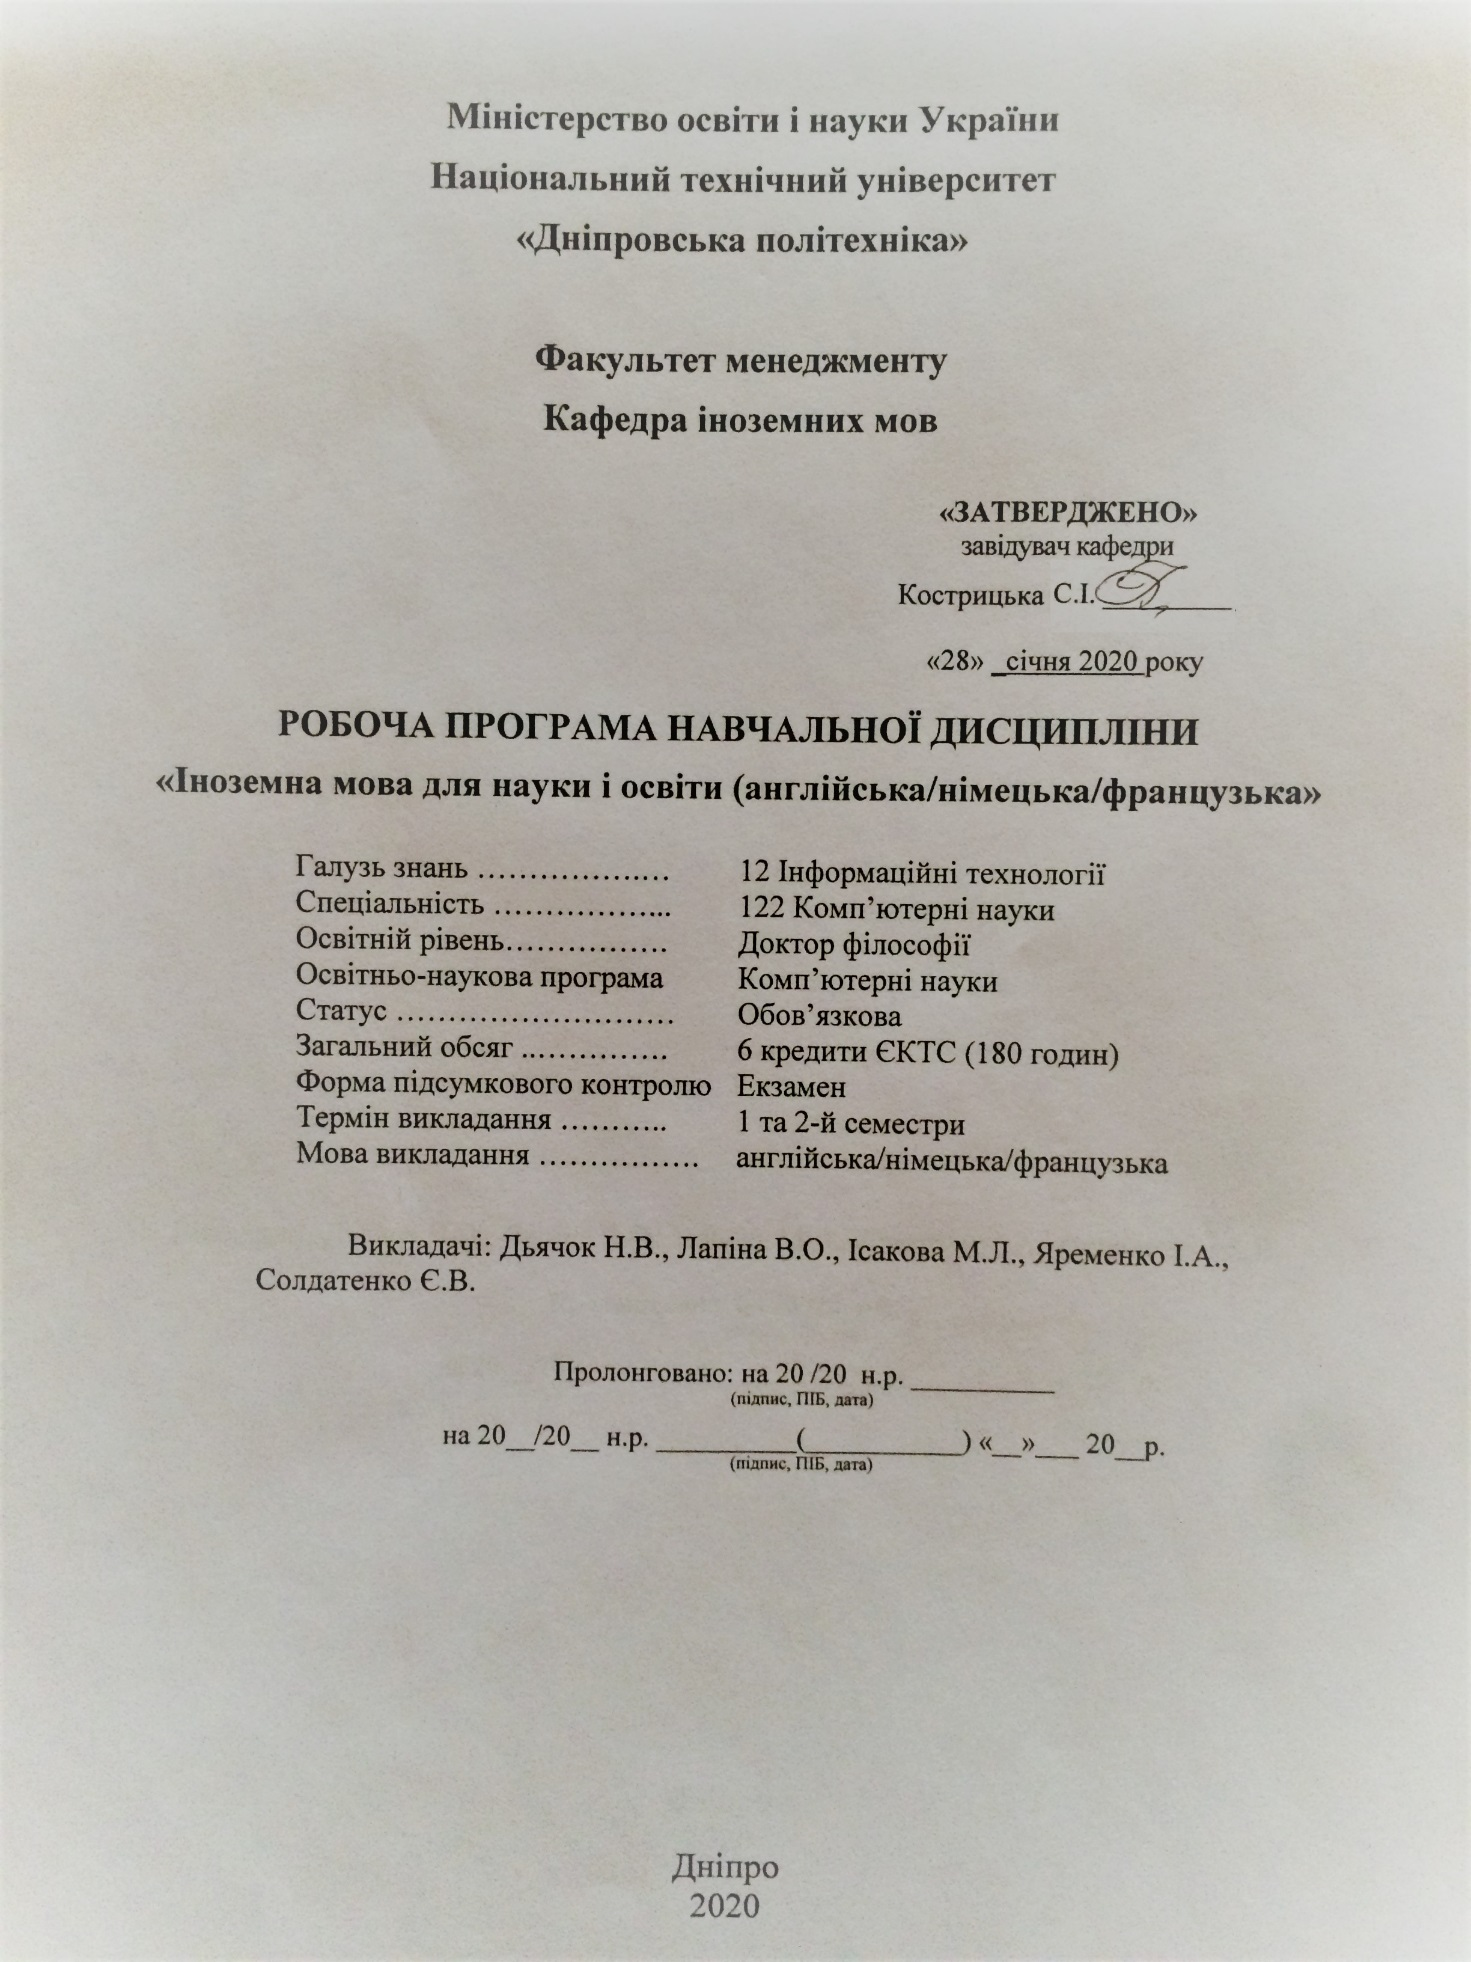 Міністерство освіти і науки України
Національний технічний університет
«Дніпровська політехніка»
Факультет менеджменту
Кафедра іноземних мов
«ЗАТВЕРДЖЕНО»
завідувач кафедри
Кострицька С.І. _________
«28» _січня 2020 року
РОБОЧА ПРОГРАМА НАВЧАЛЬНОЇ ДИСЦИПЛІНИ
«Іноземна мова для науки і освіти (англійська/німецька/французька»
Галузь знань ………………… 12 Інформаційні технології
Спеціальність ……………….. 122 Комп’ютерні науки
Освітній рівень……………… Доктор філософії
Освітньо-наукова програма Комп’ютерні науки
Статус ……………………… Обов’язкова
Загальний обсяг ..…………… 6 кредити ЄКТС (180 годин)
Форма підсумкового контролю Екзамен
Термін викладання ……….. 1 та 2-й семестри
Мова викладання ……………. англійська/німецька/французька
Викладачі: Дьячок Н.В., Лапіна В.О., Ісакова М.Л., Яременко І.А.,
Солдатенко Є.В.
Пролонговано: на 20 /20 н.р. __________
(підпис, ПІБ, дата)
на 20__/20__ н.р. __________(___________) «__»___ 20__р.
(підпис, ПІБ, дата)
Дніпро
2020